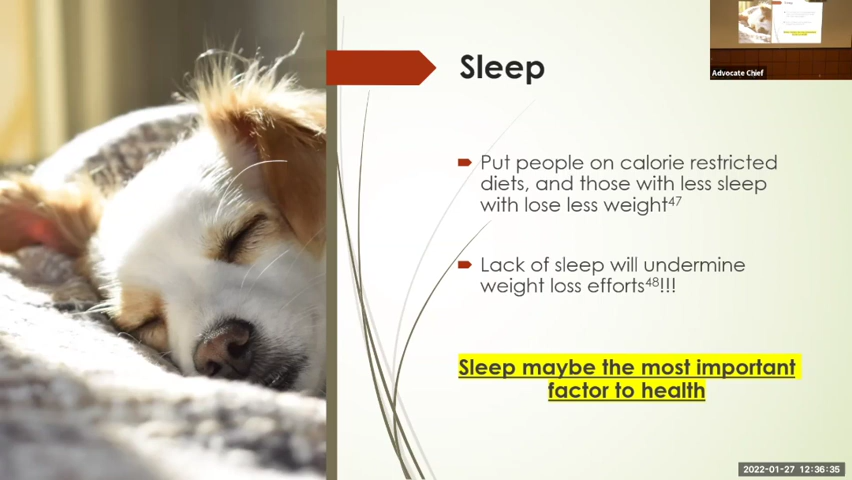 Sleep
Put people on calorie restricted
diets, and those with less sleep
with lose less weight47
Lack of sleep will undermine
weight loss efforts48!!!
Sleep maybe the most important
factor to health
Advocate Chief
2022-01-27 12:36:35